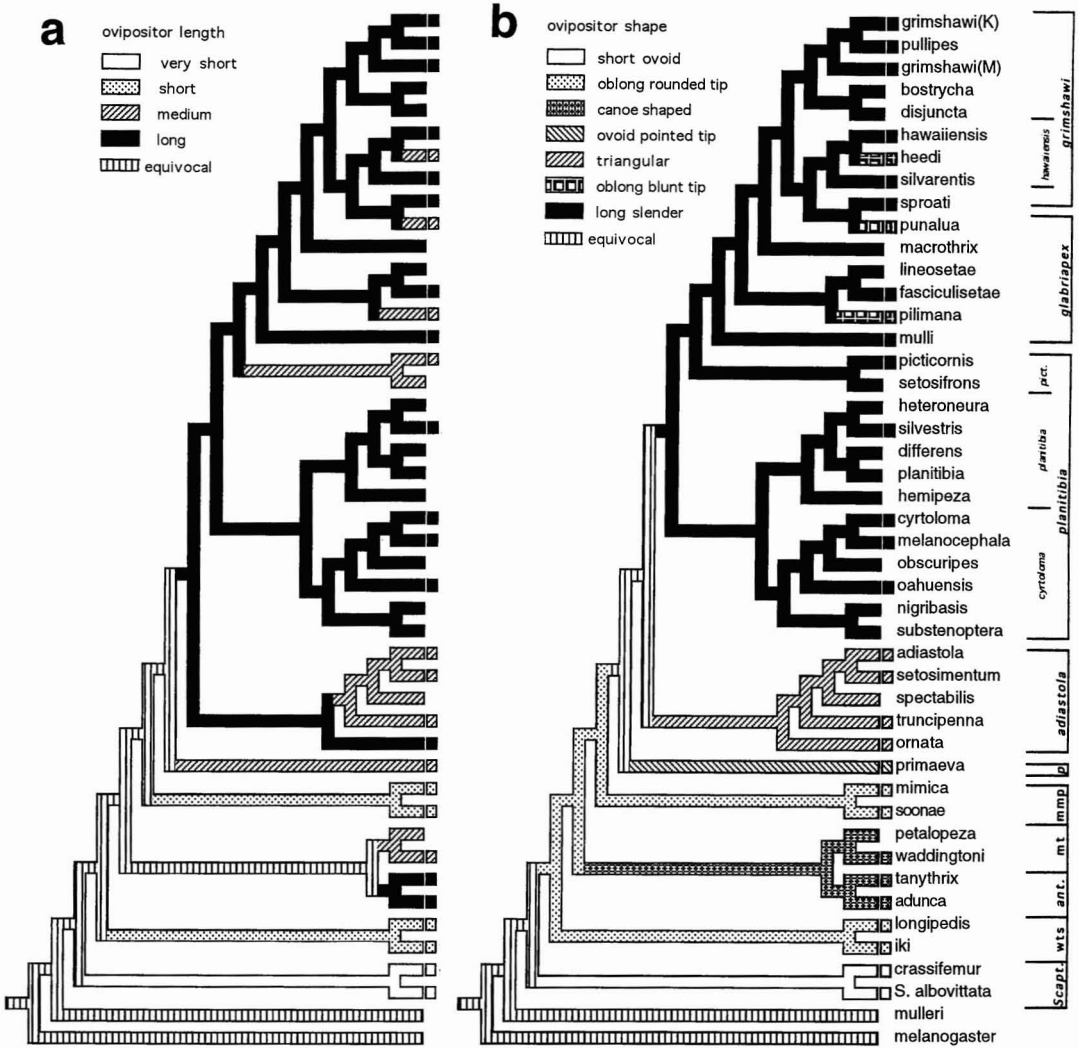 a
ovipositor length
very short
short
medium
long
equivocal
b
ovipositor shape
short ovoid
oblong rounded tip
canoe shaped
ovoid pointed tip
triangular
oblong blunt tip
long slender
equivocal
grimshawi(K)
pullipes
grimshawi(M)
bostrycha
disjuncta
hawaiiensis
heedi
silvarentis
sproati
punalua
macrothrix
lineosetae
fasciculisetae
pilimana
mulli
picticornis
setosifrons
heteroneura
silvestris
differens
planitibia
hemipeza
cyrtoloma
melanocephala
obscuripes
oahuensis
nigribasis
substenoptera
adiastola
setosimentum
spectabilis
truncipenna
ornata
primaeva
mimica
soonae
petalopeza
waddingtoni
tanythrix
adunca
longipedis
iki
crassifemur
S. albovittata
mulleri
melanogaster
grimshawi
hawaiensis
glabriapex
pict.
planitiba
planitibia
cyrtoloma
adiastola
p
mmp
mt
ant.
wts
Scapt.